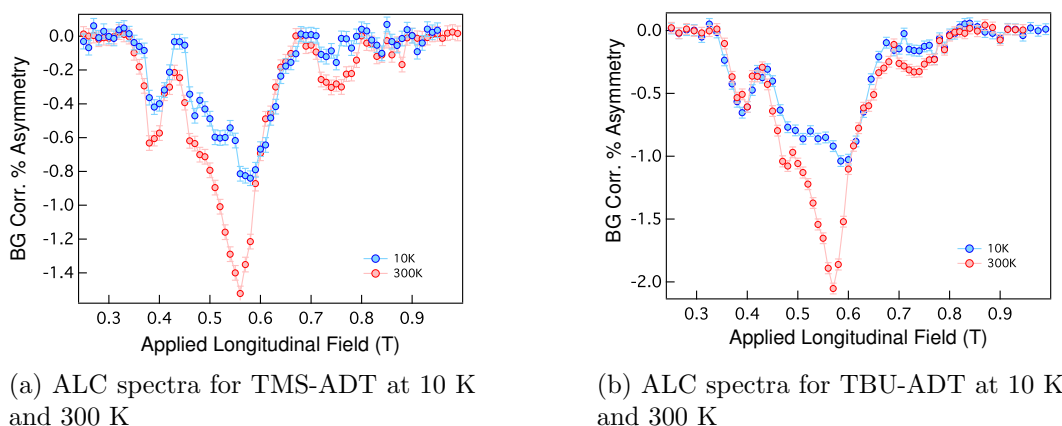 0.0
-0.2
-0.4
-0.6
-0.8
-1.0
-1.2
-1.4
BG Corr. % Asymmetry
10K
300K
0.3 0.4 0.5 0.6 0.7 0.8 0.9
Applied Longitudinal Field (T)
(a) ALC spectra for TMS-ADT at 10 K
and 300 K
0.0
-0.5
-1.0
-1.5
-2.0
BG Corr. % Asymmetry
10K
300K
0.3 0.4 0.5 0.6 0.7 0.8 0.9
Applied Longitudinal Field (T)
(b) ALC spectra for TBU-ADT at 10 K
and 300 K